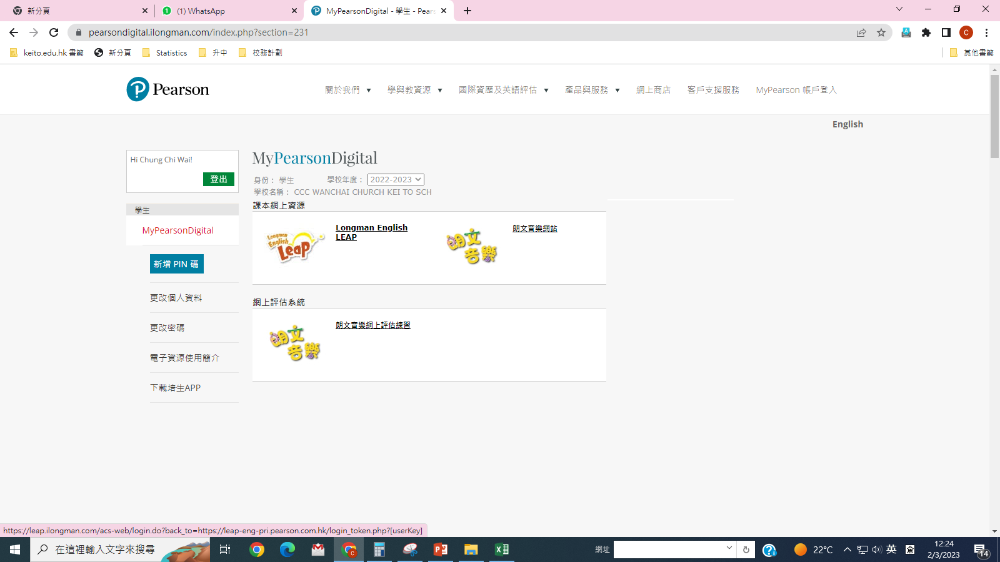 新分頁
(1) WhatsApp
MyPearsonDigital - 學生 - Pears
pearsondigital.ilongman.com/index.php?section=231
C
keito.edu.hk 書籤
新分頁
Statistics
升中
校務計劃
其他書籤
Pearson
關於我們
學與教資源
國際資歷及英語評估
產品與服務
網上商店
客戶支援服務
MyPearson 帳戶登入
English
Hi Chung Chi Wai!
登出
學生
MyPearsonDigital
新增 PIN 碼
更改個人資料
更改密碼
電子資源使用簡介
下載培生APP
MyPearsonDigital
身份： 學生 學校年度： 2022-2023
學校名稱： CCC WANCHAI CHURCH KEI TO SCH
課本網上資源
Longman English Leap
Longman English
LEAP
朗文音樂
朗文音樂網站
網上評估系統
朗文音樂
朗文音樂網上評估練習
https://leap.ilongman.com/acs-web/login.do?back_to=https://leap-eng-pri.pearson.com.hk/login_token.php?[userKey]
在這裡輸入文字來搜尋
網址
22°C
英
倉
12:24
2/3/2023
14